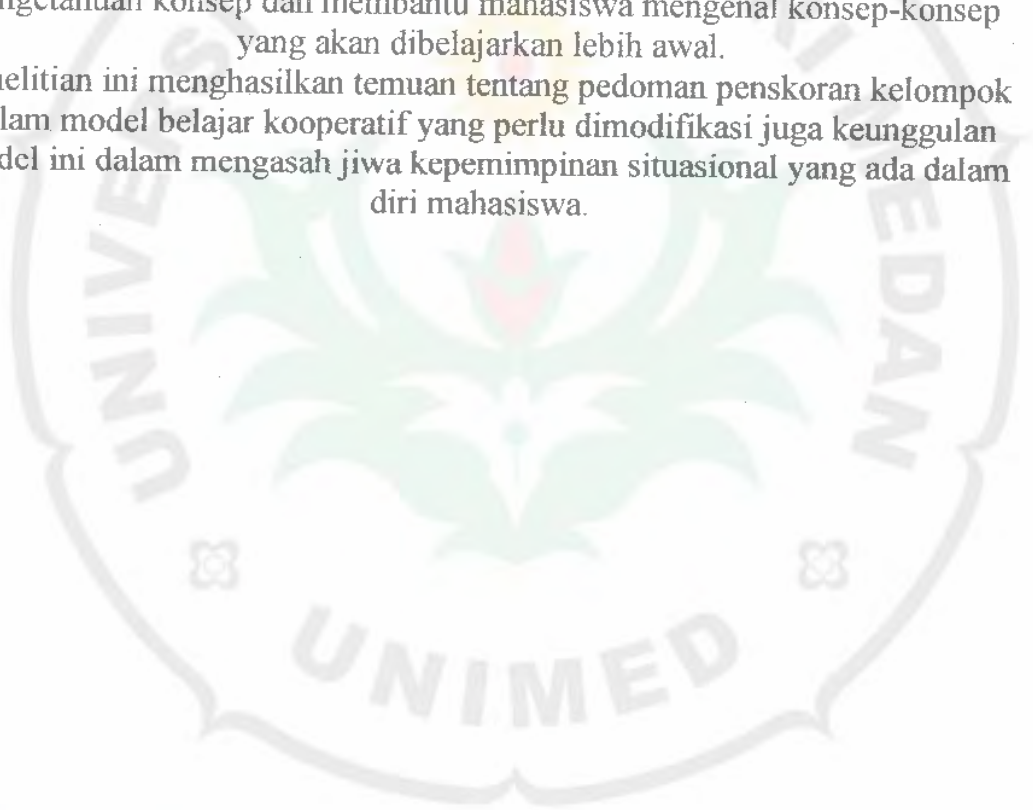 ngetahuan konsep dan membantu mahasiswa mengenal konsep-konsep
yang akan dibelajarkan lebih awal.
nelitian ini menghasilkan temuan tentang pedoman penskoran kelompok
lam model belajar kooperatif yang perlu dimodifikasi juga keunggulan
del ini dalam mengasah jiwa kepemimpinan situasional yang ada dalam
diri mahasiswa.
UNIVERS
RI MEDAN
UNIMED